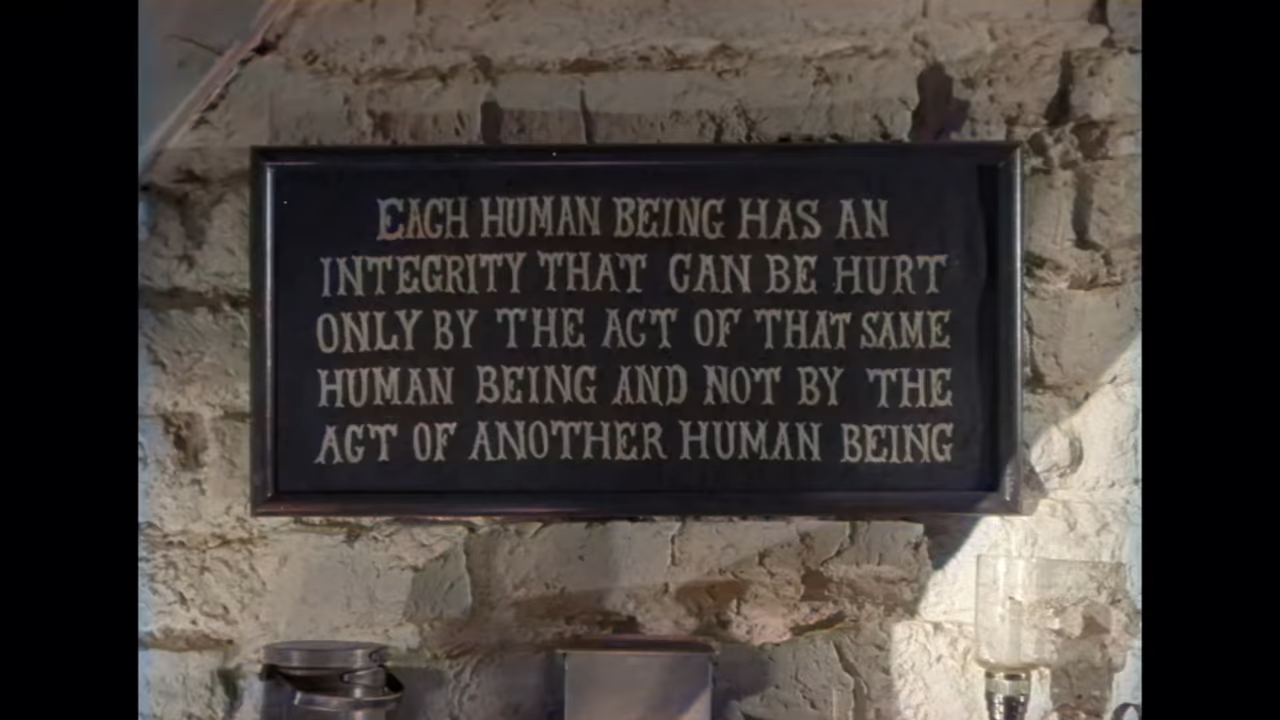 EACH HUMAN BEING HAS AN
INTEGRITY THAT CAN BE HURT
ONLY BY THE ACT OF THAT SAME
HUMAN BEING AND NOT BY THE
ACT OF ANOTHER HUMAN BEING